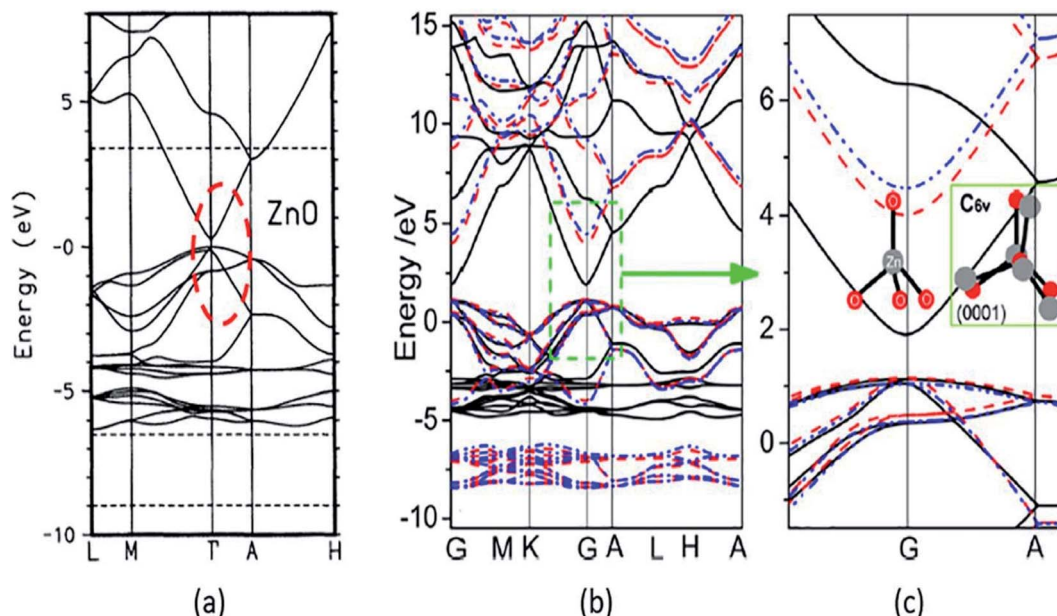 ZnO
Energy (eV)
5
-0
-5
-10
L M Γ A H
(a)
Energy /eV
15
10
5
0
-5
-10
G M K G A L H A
(b)
6
4
2
0
C6v
O
Zn
O O O
(0001)
G A
(c)